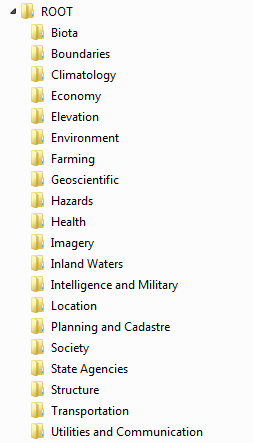 ROOT
Biota
Boundaries
Climatology
Economy
Elevation
Environment
Farming
Geoscientific
Hazards
Health
Imagery
Inland Waters
Intelligence and Military
Location
Planning and Cadastre
Society
State Agencies
Structure
Transportation
Utilities and Communication